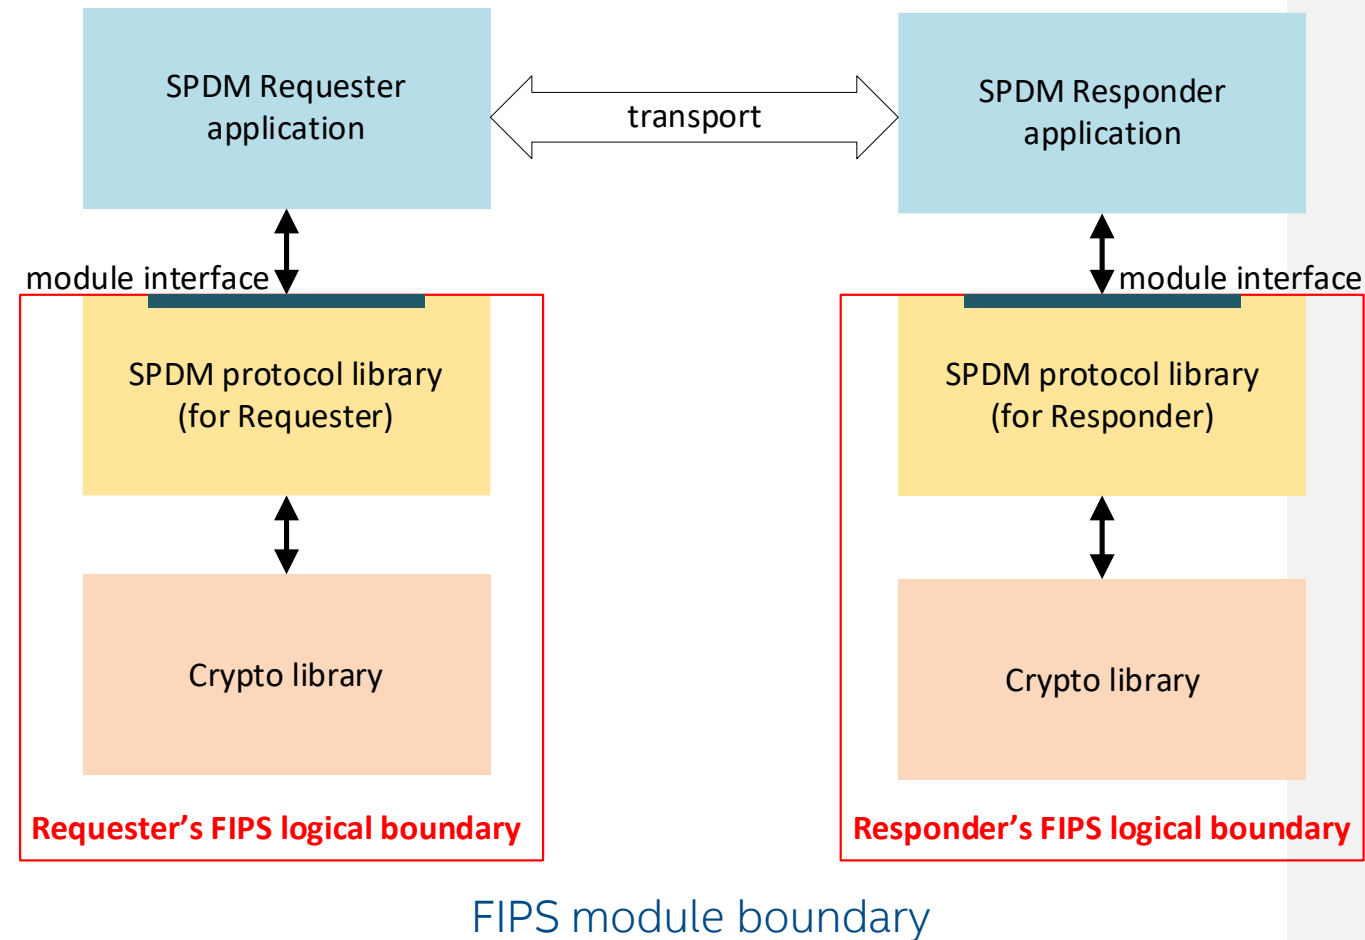 SPDM Requester
application
transport
SPDM Responder
application
module interface
module interface
SPDM protocol library
(for Requester)
SPDM protocol library
(for Responder)
Crypto library
Crypto library
Requester’s FIPS logical boundary
Responder’s FIPS logical boundary
FIPS module boundary